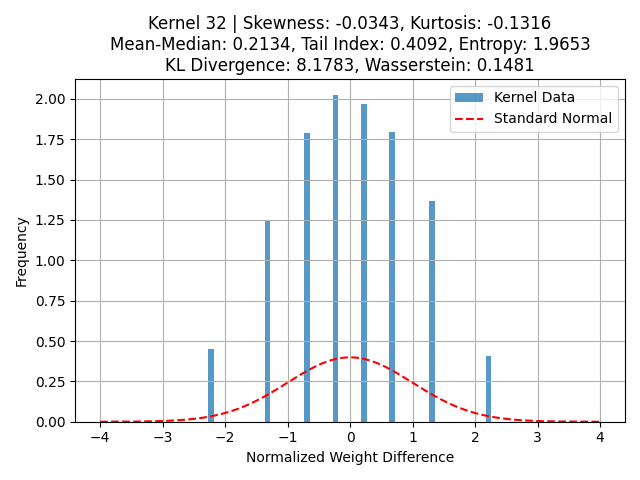 Kernel 32 | Skewness: -0.0343, Kurtosis: -0.1316
Mean-Median: 0.2134, Tail Index: 0.4092, Entropy: 1.9653
KL Divergence: 8.1783, Wasserstein: 0.1481
Kernel Data
Standard Normal
2.00
1.75
1.50
1.25
1.00
0.75
0.50
0.25
0.00
Frequency
−4 −3 −2 −1 0 1 2 3 4
Normalized Weight Difference